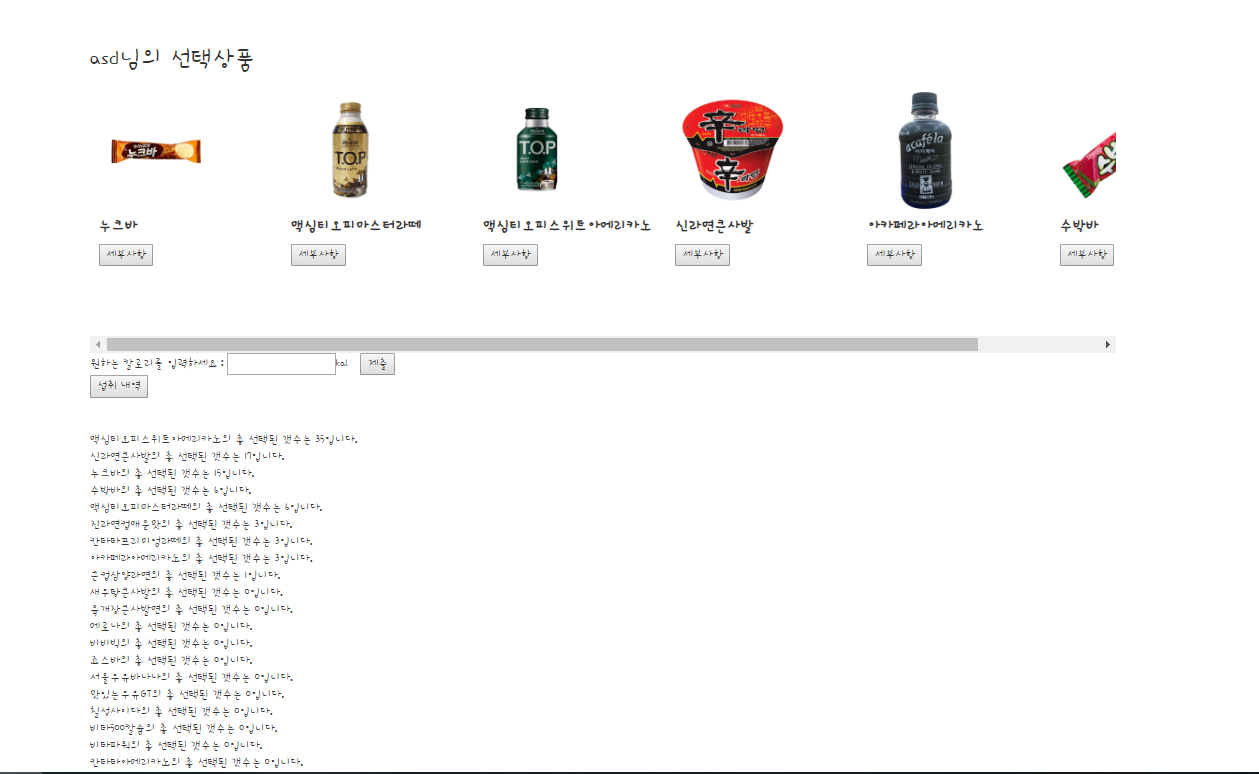 asd님의 선택상품
누크바
T.O.P
T.O.P
辛
辛
acafela
누크바 맥심티오피마스터라떼 맥심티오피스위트아메리카노 신라면큰사발 아카페라아메리카노 수박바
세부사항 세부사항 세부사항 세부사항 세부사항 세부사항
원하는 칼로리를 입력하세요 : kal 제출
섭취 내역
맥심티오피스위트아메리카노의 총 선택된 갯수는 35입니다.
신라면큰사발의 총 선택된 갯수는 17입니다.
누크바의 총 선택된 갯수는 15입니다.
수박바의 총 선택된 갯수는 6입니다.
맥심티오피마스터라떼의 총 선택된 갯수는 6입니다.
진라면컵매운맛의 총 선택된 갯수는 3입니다.
칸타타프리미엄라떼의 총 선택된 갯수는 3입니다.
아카페라아메리카노의 총 선택된 갯수는 3입니다.
큰컵삼양라면의 총 선택된 갯수는 1입니다.
새우탕큰사발의 총 선택된 갯수는 0입니다.
육개장큰사발면의 총 선택된 갯수는 0입니다.
메로나의 총 선택된 갯수는 0입니다.
비비빅의 총 선택된 갯수는 0입니다.
죠스바의 총 선택된 갯수는 0입니다.
서울우유바나나의 총 선택된 갯수는 0입니다.
맛있는우유GT의 총 선택된 갯수는 0입니다.
칠성사이다의 총 선택된 갯수는 0입니다.
비타500칼슘의 총 선택된 갯수는 0입니다.
비타파워의 총 선택된 갯수는 0입니다.
칸타타아메리카노의 총 선택된 갯수는 0입니다.